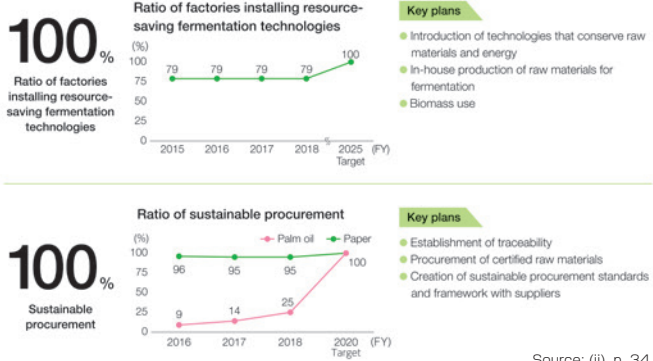 100%
Ratio of factories
installing resource-
saving fermentation
technologies
Ratio of factories installing resource-
saving fermentation technologies
(%)
100
75
50
25
0
79
79
79
79
100
2015
2016
2017
2018
2025
(FY)
Target
Key plans
Introduction of technologies that conserve raw
materials and energy
In-house production of raw materials for
fermentation
Biomass use
100%
Sustainable
procurement
Ratio of sustainable procurement
(%)
Palm oil
Paper
100
75
50
25
0
96
95
95
100
9
14
25
2016
2017
2018
2020
(FY)
Target
Key plans
Establishment of traceability
Procurement of certified raw materials
Creation of sustainable procurement standards
and framework with suppliers
Source: (ii), p. 34